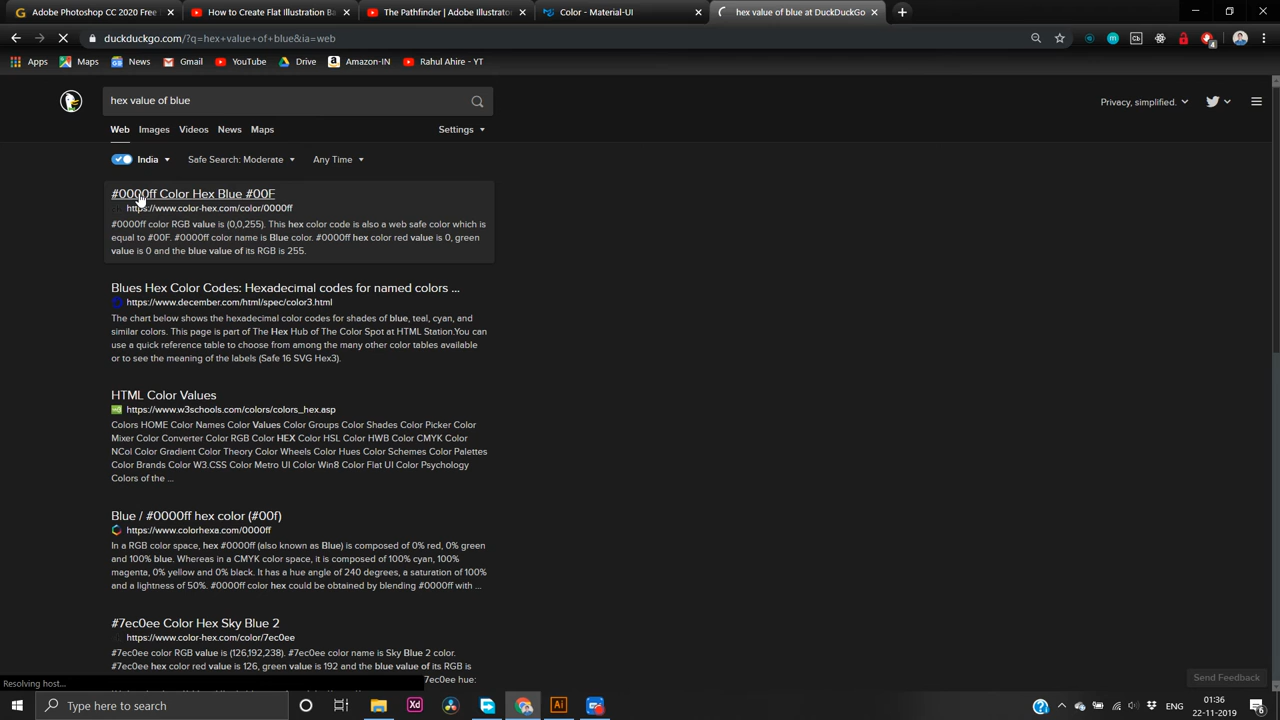 Adobe Photoshop CC 2020 Free
How to Create Flat Illustration Ba
The Pathfinder | Adobe Illustrator
Color - Material-UI
hex value of blue at DuckDuckGo
duckduckgo.com/?q=hex+value+of+blue&ia=web
Apps
Maps
News
Gmail
YouTube
Drive
Amazon-IN
Rahul Ahire - YT
hex value of blue
Privacy, simplified.
Web
Images
Videos
News
Maps
Settings
India
Safe Search: Moderate
Any Time
#0000ff Color Hex Blue #00F
https://www.color-hex.com/color/0000ff
#0000ff color RGB value is (0,0,255). This hex color code is also a web safe color which is
equal to #00F. #0000ff color name is Blue color. #0000ff hex color red value is 0, green
value is 0 and the blue value of its RGB is 255.
Blues Hex Color Codes: Hexadecimal codes for named colors ...
https://www.december.com/html/spec/color3.html
The chart below shows the hexadecimal color codes for shades of blue, teal, cyan, and
similar colors. This page is part of The Hex Hub of The Color Spot at HTML Station.You can
use a quick reference table to choose from among the many other color tables available
or to see the meaning of the labels (Safe 16 SVG Hex3).
HTML Color Values
https://www.w3schools.com/colors/colors_hex.asp
Colors HOME Color Names Color Values Color Groups Color Shades Color Picker Color
Mixer Color Converter Color RGB Color HEX Color HSL Color HWB Color CMYK Color
NCol Color Gradient Color Theory Color Wheels Color Hues Color Schemes Color Palettes
Color Brands Color W3.CSS Color Metro UI Color Win8 Color Flat UI Color Psychology
Colors of the ...
Blue / #0000ff hex color (#00f)
https://www.colorhexa.com/0000ff
In a RGB color space, hex #0000ff (also known as Blue) is composed of 0% red, 0% green
and 100% blue. Whereas in a CMYK color space, it is composed of 100% cyan, 100%
magenta, 0% yellow and 0% black. It has a hue angle of 240 degrees, a saturation of 100%
and a lightness of 50%. #0000ff color hex could be obtained by blending #0000ff with ...
#7ec0ee Color Hex Sky Blue 2
https://www.color-hex.com/color/7ec0ee
#7ec0ee color RGB value is (126,192,238). #7ec0ee color name is Sky Blue 2 color.
#7ec0ee hex color red value is 126, green value is 192 and the blue value of its RGB is
#7ec0ee hue:
Resolving host...
Send Feedback
Type here to search
Xd
Ai
ENG
01:36
22-11-2019